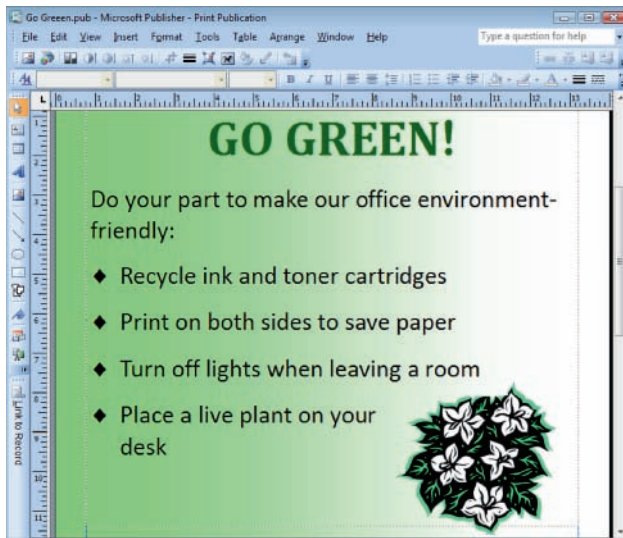 Go Greeen.pub - Microsoft Publisher - Print Publication
File Edit View Insert Format Tools Table Arrange Window Help
Type a question for help
GO GREEN!
Do your part to make our office environment-
friendly:
♦ Recycle ink and toner cartridges
♦ Print on both sides to save paper
♦ Turn off lights when leaving a room
♦ Place a live plant on your
desk
Link to Record